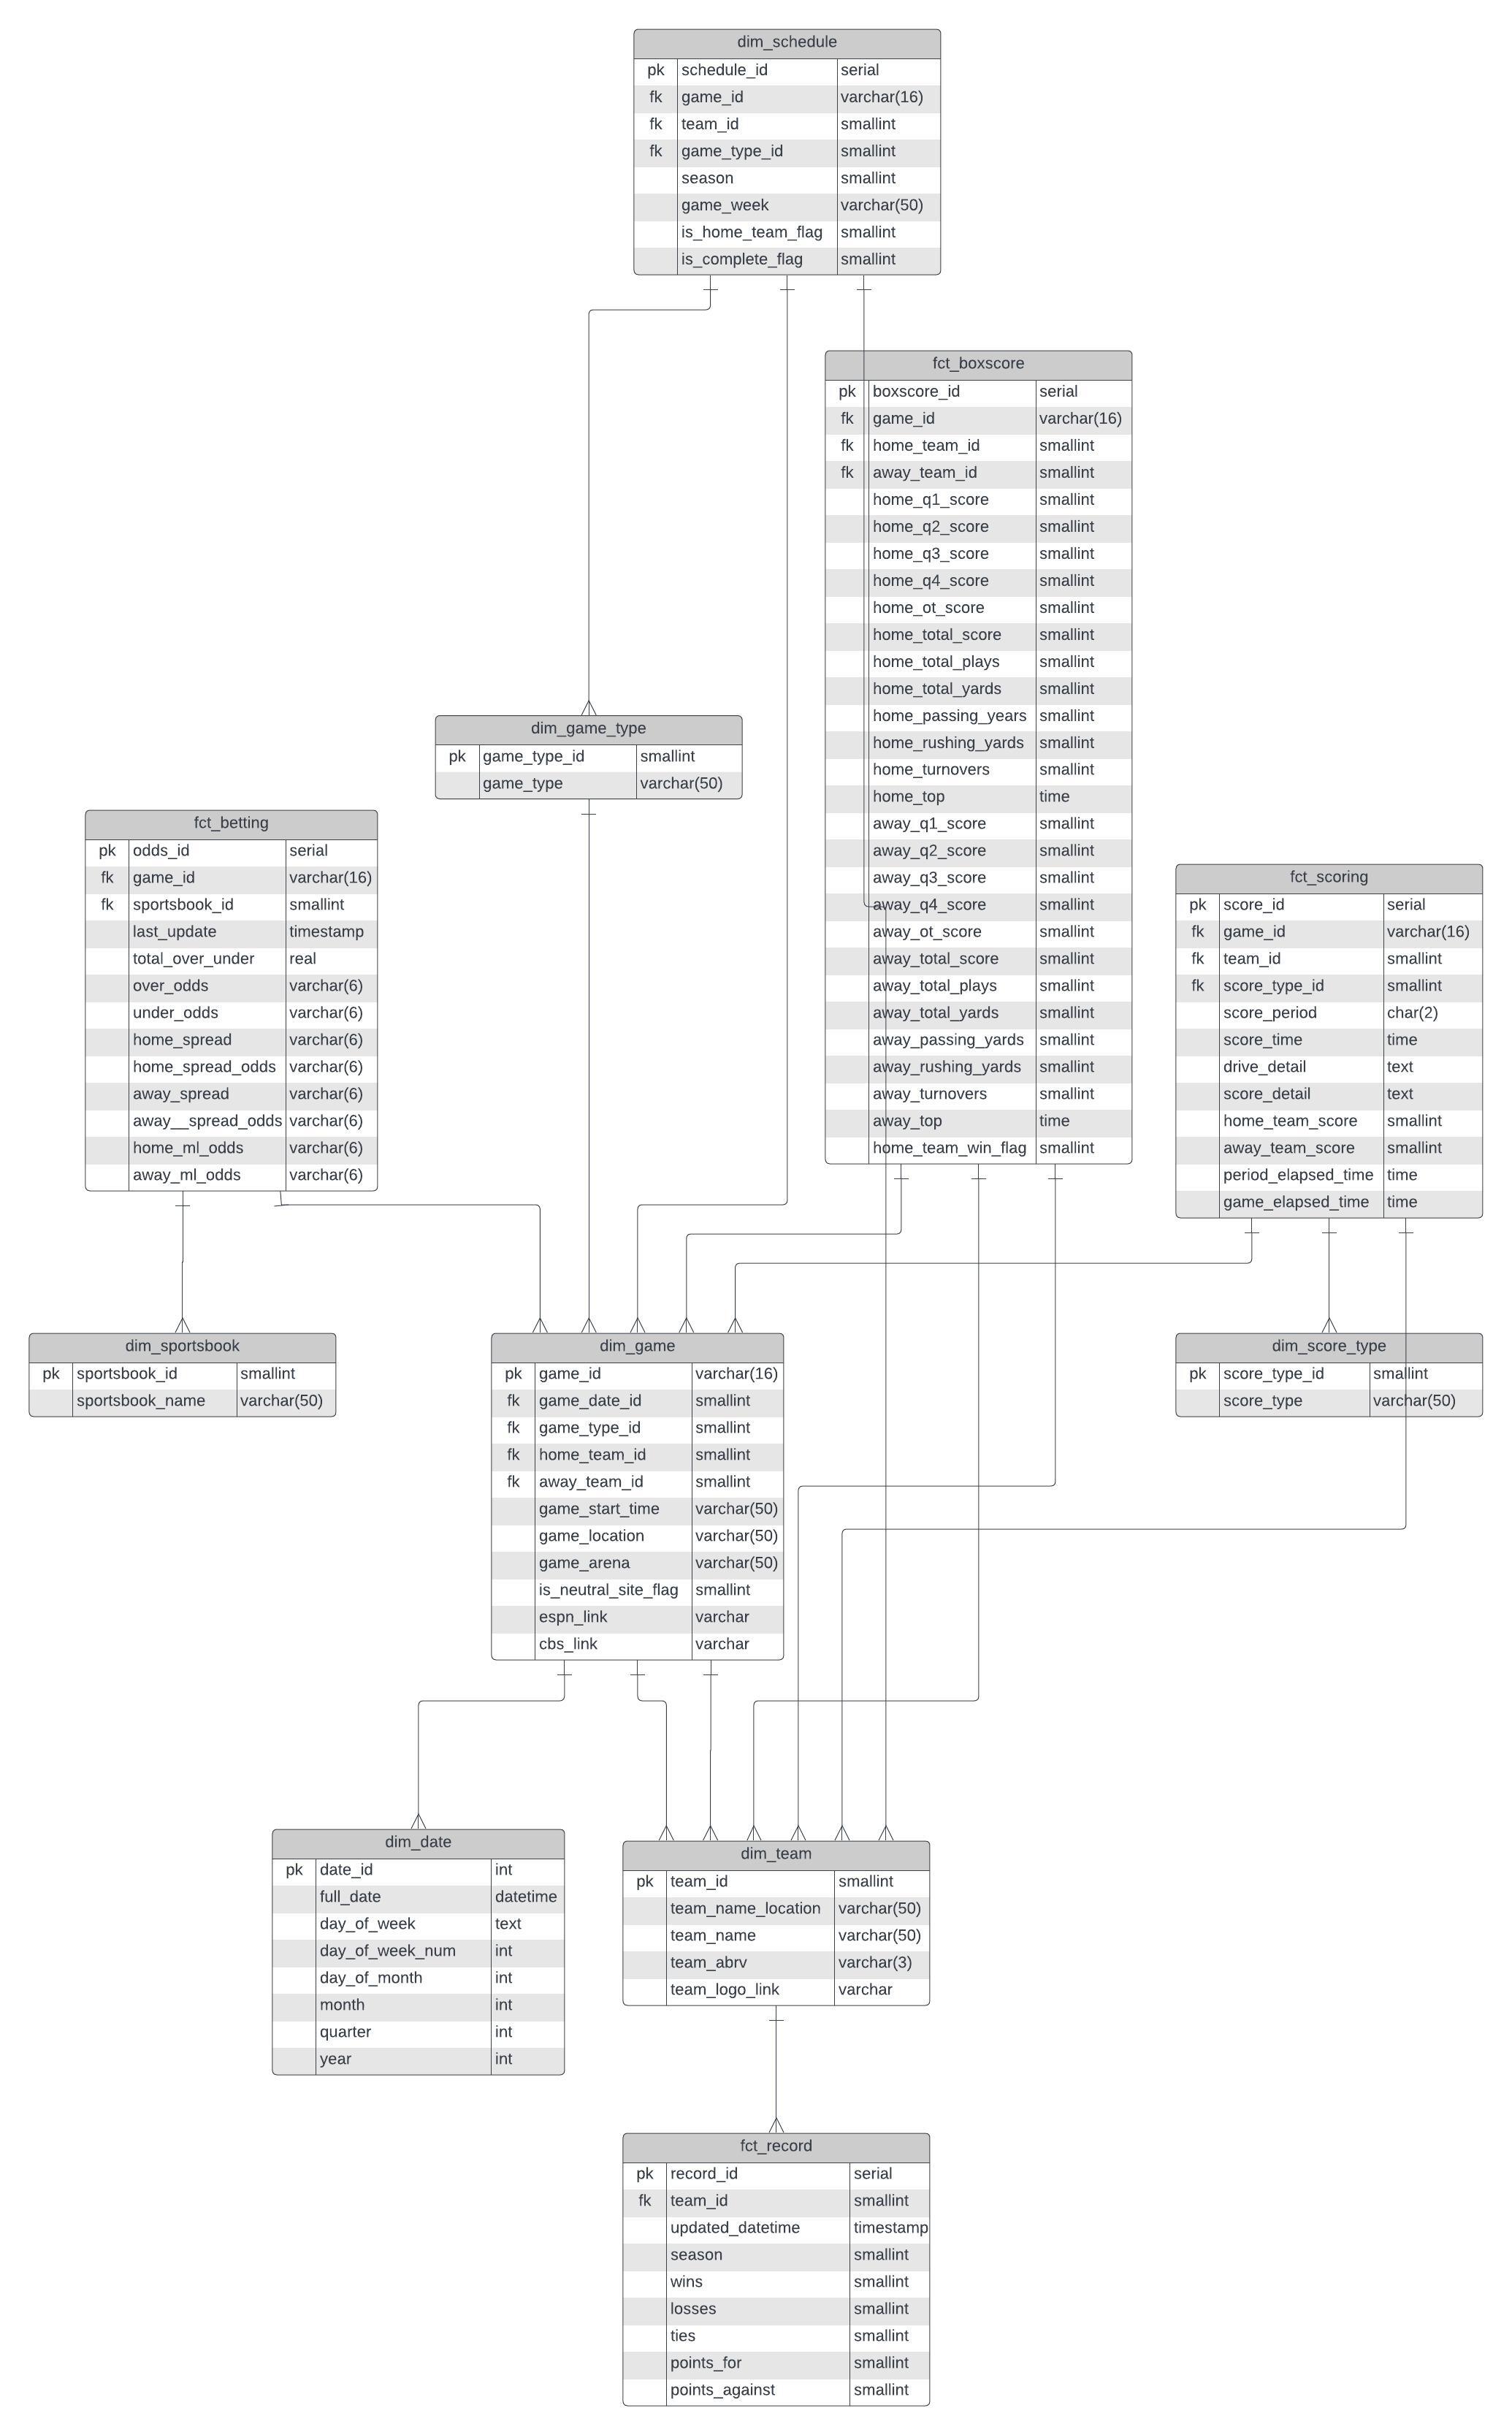 dim_schedule
pk schedule_id serial
fk game_id varchar(16)
fk team_id smallint
fk game_type_id smallint
season smallint
game_week varchar(50)
is_home_team_flag smallint
is_complete_flag smallint
fct_boxscore
pk boxscore_id serial
fk game_id varchar(16)
fk home_team_id smallint
fk away_team_id smallint
home_q1_score smallint
home_q2_score smallint
home_q3_score smallint
home_q4_score smallint
home_ot_score smallint
home_total_score smallint
home_total_plays smallint
home_total_yards smallint
home_passing_years smallint
home_rushing_yards smallint
home_turnovers smallint
home_top time
away_q1_score smallint
away_q2_score smallint
away_q3_score smallint
away_q4_score smallint
away_ot_score smallint
away_total_score smallint
away_total_plays smallint
away_total_yards smallint
away_passing_yards smallint
away_rushing_yards smallint
away_turnovers smallint
away_top time
home_team_win_flag smallint
dim_game_type
pk game_type_id smallint
game_type varchar(50)
fct_betting
pk odds_id serial
fk game_id varchar(16)
fk sportsbook_id smallint
last_update timestamp
total_over_under real
over_odds varchar(6)
under_odds varchar(6)
home_spread varchar(6)
home_spread_odds varchar(6)
away_spread varchar(6)
away__spread_odds varchar(6)
home_ml_odds varchar(6)
away_ml_odds varchar(6)
fct_scoring
pk score_id serial
fk game_id varchar(16)
fk team_id smallint
fk score_type_id smallint
score_period char(2)
score_time time
drive_detail text
score_detail text
home_team_score smallint
away_team_score smallint
period_elapsed_time time
game_elapsed_time time
dim_sportsbook
pk sportsbook_id smallint
sportsbook_name varchar(50)
dim_game
pk game_id varchar(16)
fk game_date_id smallint
fk game_type_id smallint
fk home_team_id smallint
fk away_team_id smallint
game_start_time varchar(50)
game_location varchar(50)
game_arena varchar(50)
is_neutral_site_flag smallint
espn_link varchar
cbs_link varchar
dim_score_type
pk score_type_id smallint
score_type varchar(50)
dim_date
pk date_id int
full_date datetime
day_of_week text
day_of_week_num int
day_of_month int
month int
quarter int
year int
dim_team
pk team_id smallint
team_name_location varchar(50)
team_name varchar(50)
team_abrv varchar(3)
team_logo_link varchar
fct_record
pk record_id serial
fk team_id smallint
updated_datetime timestamp
season smallint
wins smallint
losses smallint
ties smallint
points_for smallint
points_against smallint